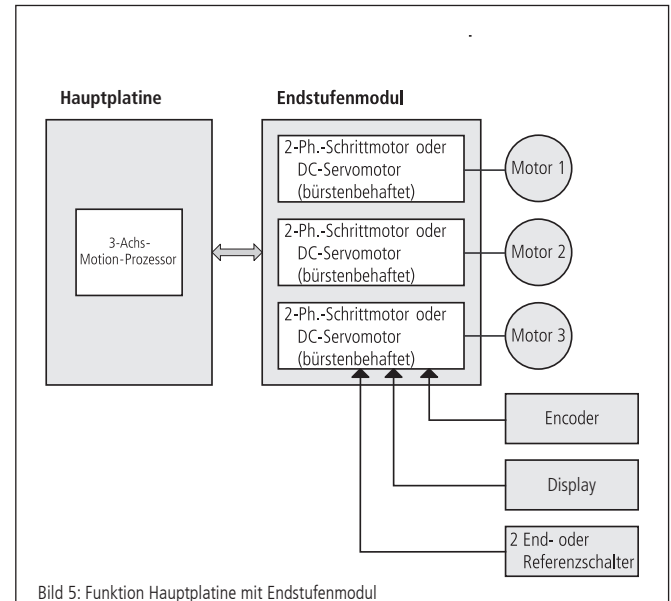 Hauptplatine
Endstufenmodul
3-Achs-
Motion-Prozessor
2-Ph.-Schrittmotor oder
DC-Servomotor
(bürstenbehaftet)
Motor 1
2-Ph.-Schrittmotor oder
DC-Servomotor
(bürstenbehaftet)
Motor 2
2-Ph.-Schrittmotor oder
DC-Servomotor
(bürstenbehaftet)
Motor 3
Encoder
Display
2 End- oder
Referenzschalter
Bild 5: Funktion Hauptplatine mit Endstufenmodul